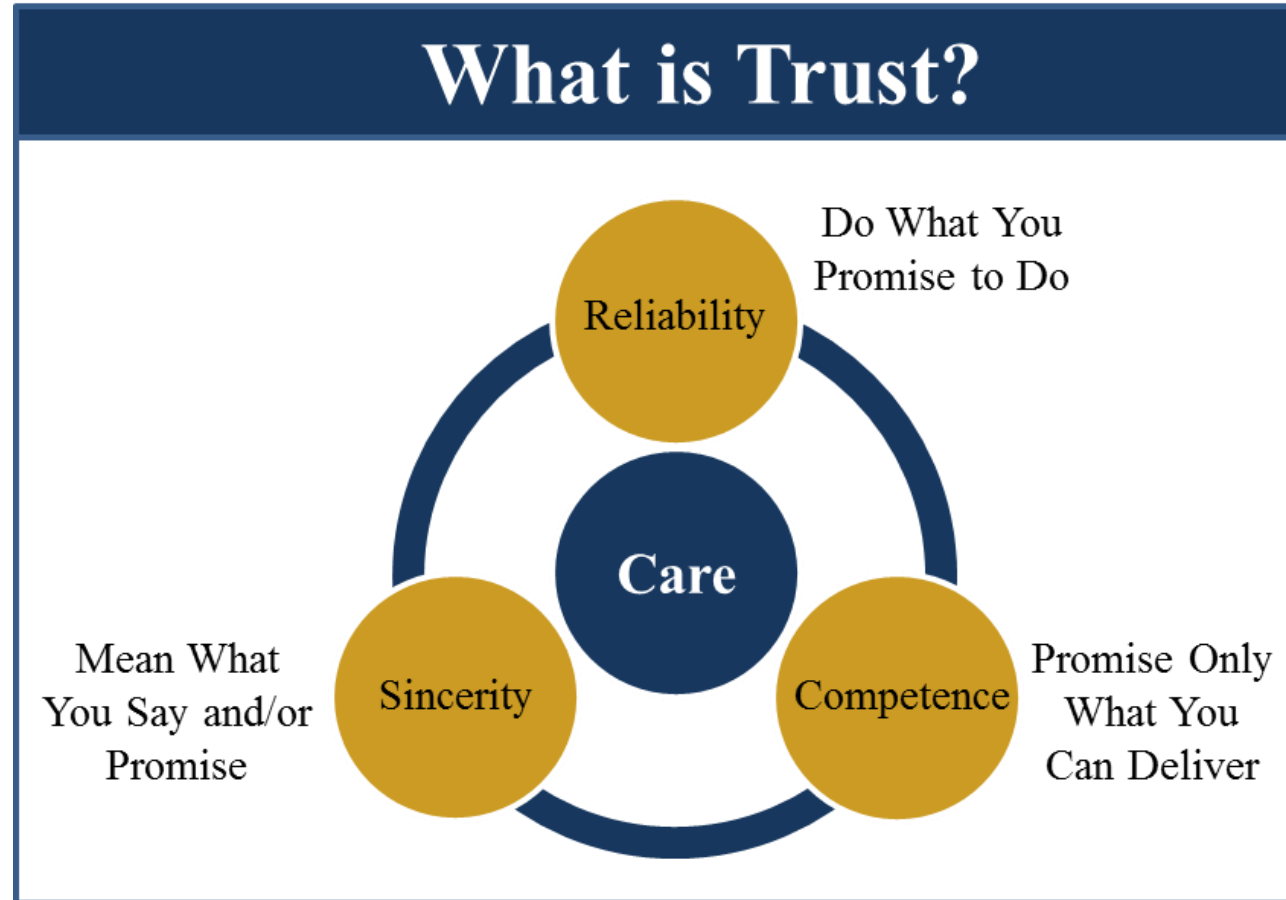 What is Trust?
Do What You
Promise to Do
Reliability
Care
Mean What
You Say and/or
Promise
Sincerity
Competence
Promise Only
What You
Can Deliver